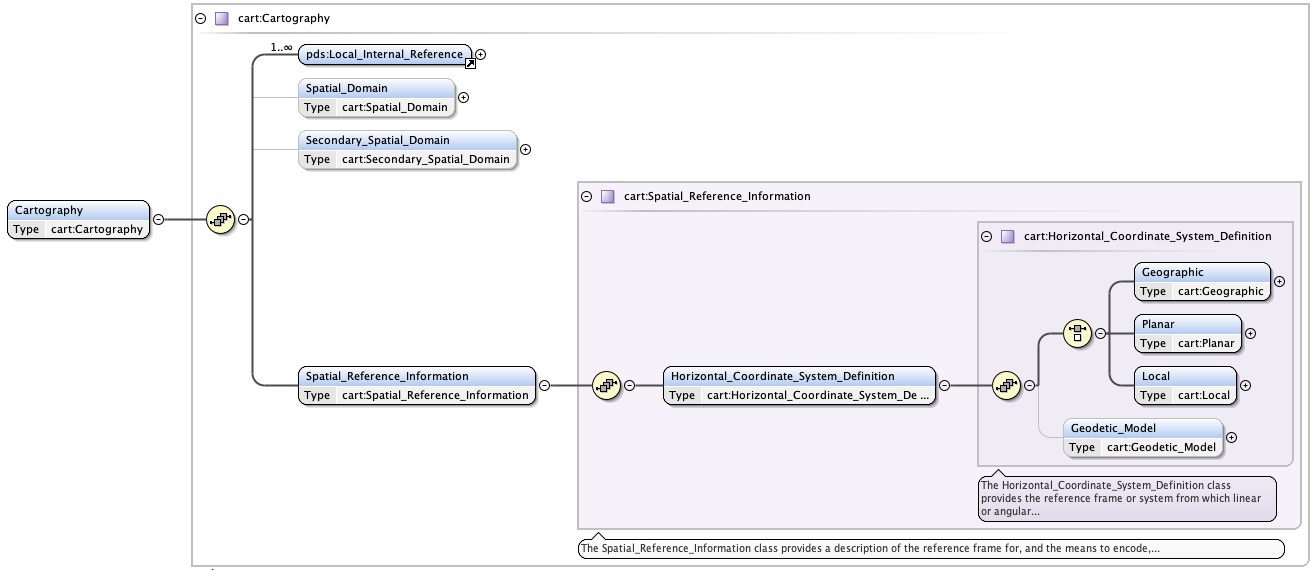 cart:Cartography
1..∞
pds:Local_Internal_Reference
Spatial_Domain
Type cart:Spatial_Domain
Secondary_Spatial_Domain
Type cart:Secondary_Spatial_Domain
cart:Spatial_Reference_Information
Cartography
Type cart:Cartography
cart:Horizontal_Coordinate_System_Definition
Geographic
Type cart:Geographic
Planar
Type cart:Planar
Spatial_Reference_Information
Type cart:Spatial_Reference_Information
Horizontal_Coordinate_System_Definition
Type cart:Horizontal_Coordinate_System_De ...
Local
Type cart:Local
Geodetic_Model
Type cart:Geodetic_Model
The Horizontal_Coordinate_System_Definition class
provides the reference frame or system from which linear
or angular...
The Spatial_Reference_Information class provides a description of the reference frame for, and the means to encode,...